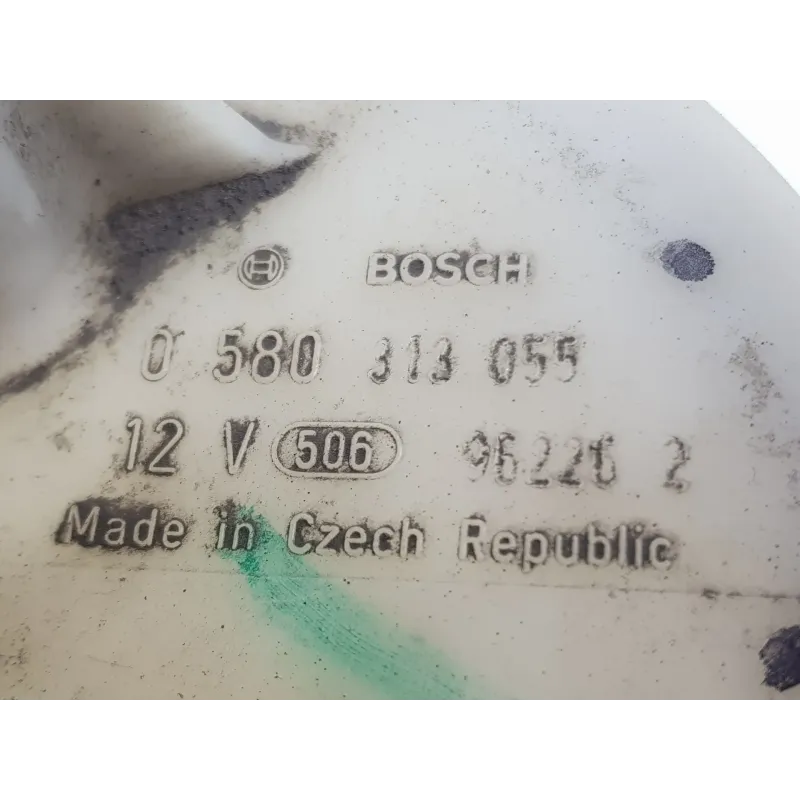 BOSCH
0 580 313 055
12 V 506 96226 2
Made in Czech Republic